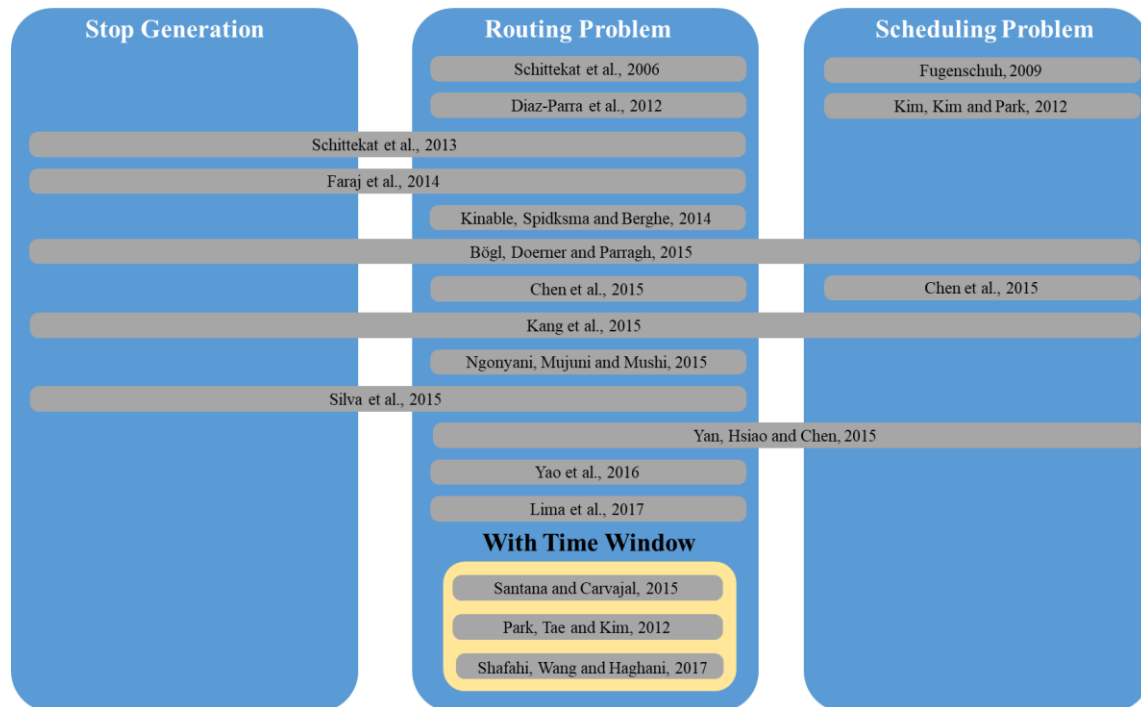 Stop Generation
Routing Problem
Scheduling Problem
Schittekat et al., 2006
Fugenschuh, 2009
Diaz-Parra et al., 2012
Kim, Kim and Park, 2012
Schittekat et al., 2013
Faraj et al., 2014
Kinable, Spidksma and Berghe, 2014
Bögl, Doerner and Parragh, 2015
Chen et al., 2015
Chen et al., 2015
Kang et al., 2015
Ngonyani, Mujuni and Mushi, 2015
Silva et al., 2015
Yan, Hsiao and Chen, 2015
Yao et al., 2016
Lima et al., 2017
With Time Window
Santana and Carvajal, 2015
Park, Tae and Kim, 2012
Shafahi, Wang and Haghani, 2017